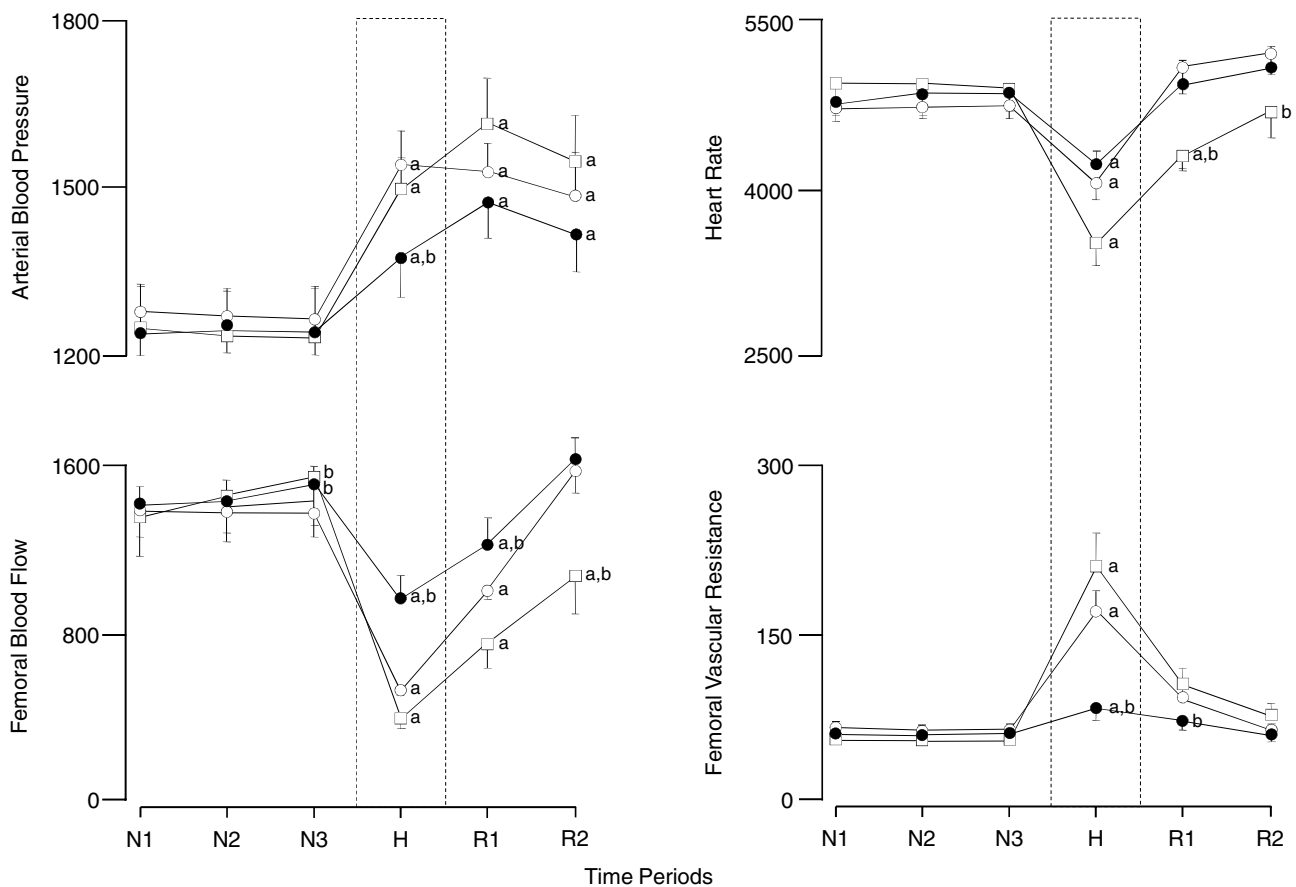 Arterial Blood Pressure
1800
1500
1200
a
a
a,b
a
a
a
a
a
a
Heart Rate
5500
4000
2500
a
a
a
a,b
b
Femoral Blood Flow
1600
800
0
b
b
a,b
a
a
a,b
a
a
a,b
N1 N2 N3 H R1 R2
Femoral Vascular Resistance
300
150
0
a
a
a,b
b
N1 N2 N3 H R1 R2
Time Periods